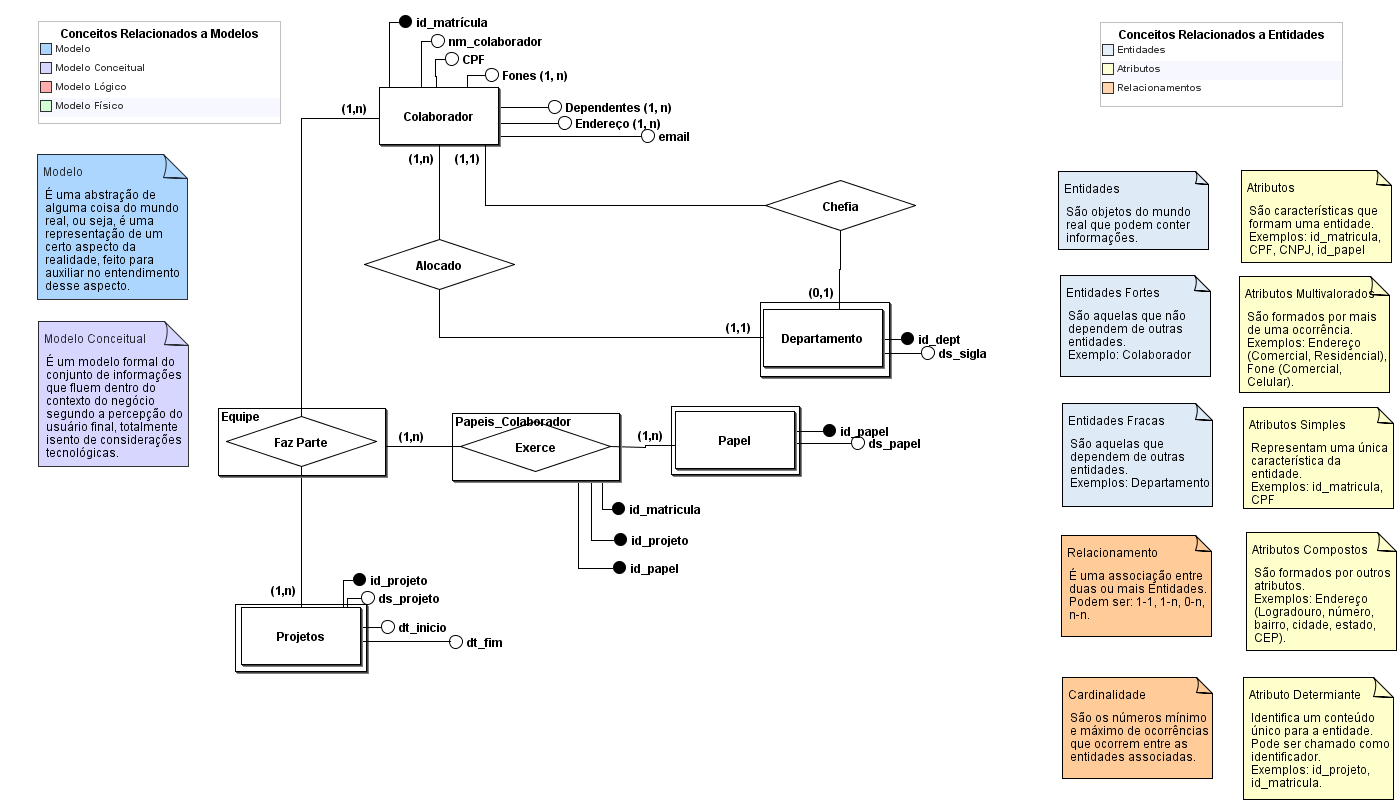 Conceitos Relacionados a Modelos
Modelo
Modelo Conceitual
Modelo Lógico
Modelo Físico
Modelo
É uma abstração de
alguma coisa do mundo
real, ou seja, é uma
representação de um
certo aspecto da
realidade, feito para
auxiliar no entendimento
desse aspecto.
Modelo Conceitual
É um modelo formal do
conjunto de informações
que fluem dentro do
contexto do negócio
segundo a percepção do
usuário final, totalmente
isento de considerações
tecnológicas.
id_matrícula
nm_colaborador
CPF
Fones (1, n)
Colaborador
Dependentes (1, n)
Endereço (1, n)
email
(1,n)
(1,n)
(1,1)
Chefia
Alocado
(0,1)
(1,1)
Departamento
id_dept
ds_sigla
Equipe
Faz Parte
(1,n)
Papeis_Colaborador
Exerce
(1,n)
Papel
id_papel
ds_papel
id_matricula
id_projeto
id_papel
(1,n)
id_projeto
ds_projeto
Projetos
dt_inicio
dt_fim
Conceitos Relacionados a Entidades
Entidades
Atributos
Relacionamentos
Entidades
São objetos do mundo
real que podem conter
informações.
Entidades Fortes
São aquelas que não
dependem de outras
entidades.
Exemplo: Colaborador
Entidades Fracas
São aquelas que
dependem de outras
entidades.
Exemplos: Departamento
Relacionamento
É uma associação entre
duas ou mais Entidades.
Podem ser: 1-1, 1-n, 0-n,
n-n.
Cardinalidade
São os números mínimo
e máximo de ocorrências
que ocorrem entre as
entidades associadas.
Atributos
São características que
formam uma entidade.
Exemplos: id_matricula,
CPF, CNPJ, id_papel
Atributos Multivalorados
São formados por mais
de uma ocorrência.
Exemplos: Endereço
(Comercial, Residencial),
Fone (Comercial,
Celular).
Atributos Simples
Representam uma única
característica da
entidade.
Exemplos: id_matricula,
CPF
Atributos Compostos
São formados por outros
atributos.
Exemplos: Endereço
(Logradouro, número,
bairro, cidade, estado,
CEP).
Atributo Determiante
Identifica um conteúdo
único para a entidade.
Pode ser chamado como
identificador.
Exemplos: id_projeto,
id_matricula.